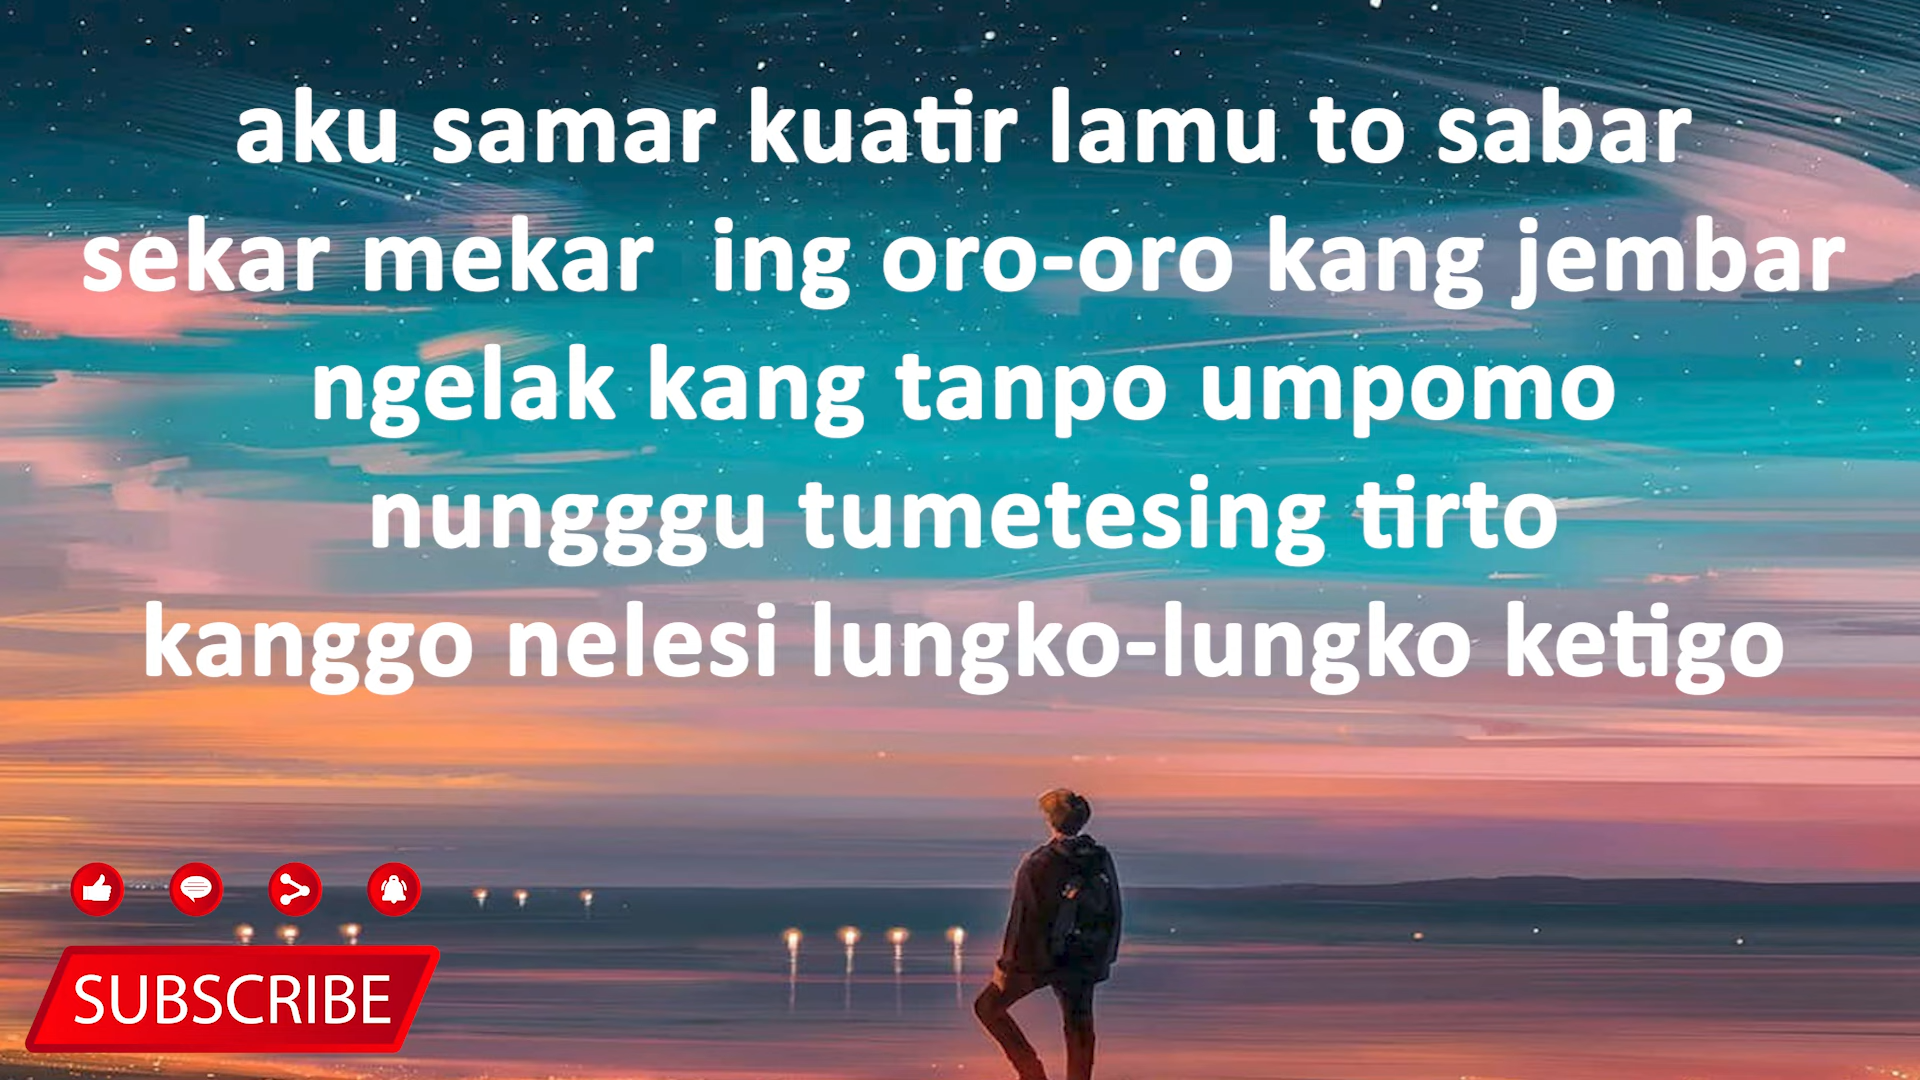 aku samar kuatir lamu to sabar
sekar mekar ing oro-oro kang jembar
ngelak kang tanpo umpomo
nungggu tumetesing tirto
kanggo nelesi lungko-lungko ketigo
SUBSCRIBE